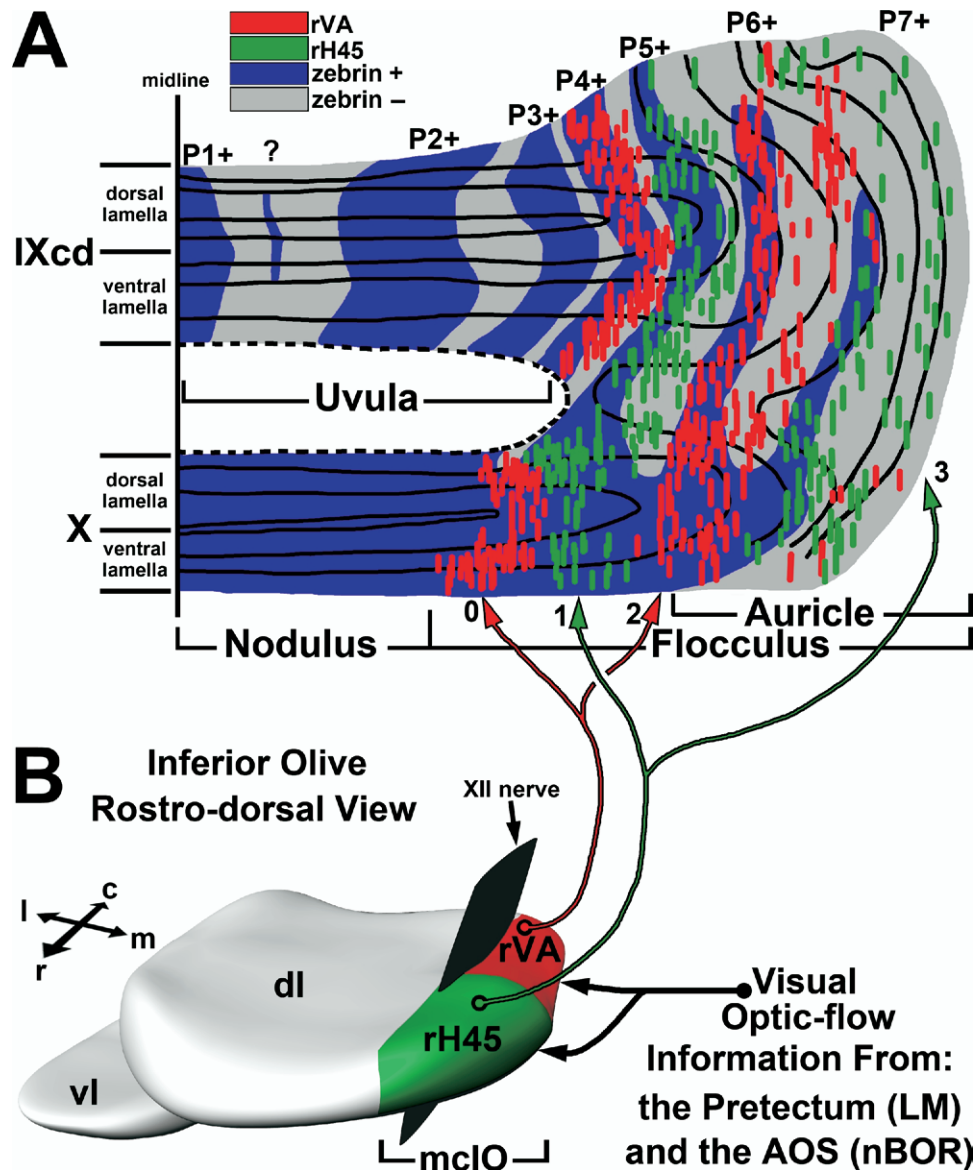 A
rVA
rH45
zebrin +
zebrin –
midline
P1+
?
P2+
P3+
P4+
P5+
P6+
P7+
dorsal
lamella
IXcd
ventral
lamella
Uvula
dorsal
lamella
X
ventral
lamella
0
1
2
3
Auricle
Nodulus
Flocculus
B
Inferior Olive
Rostro-dorsal View
XII nerve
c
l
m
r
rVA
dl
rH45
vl
mcIO
Visual
Optic-flow
Information From:
the Pretectum (LM)
and the AOS (nBOR)